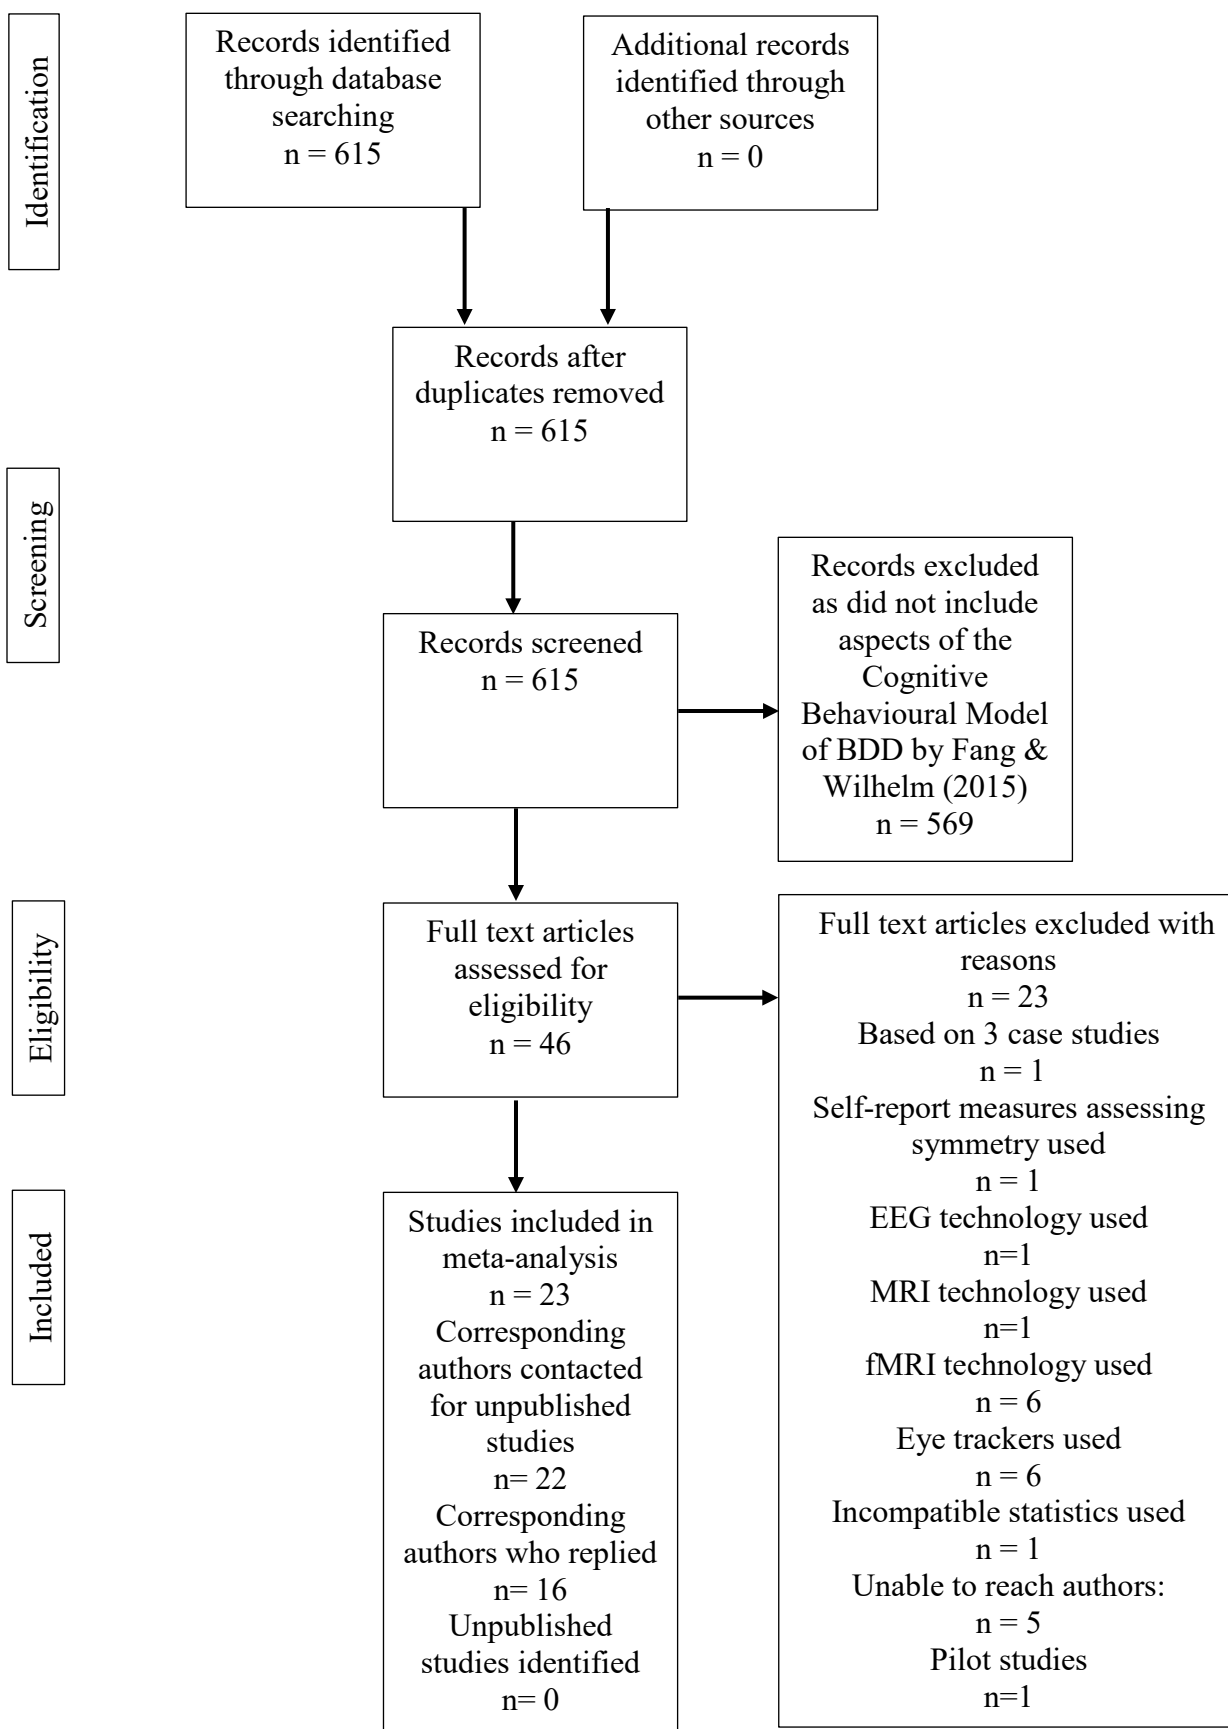 Identification
Records identified
through database
searching
n = 615
Additional records
identified through
other sources
n = 0
Records after
duplicates removed
n = 615
Screening
Records screened
n = 615
Records excluded
as did not include
aspects of the
Cognitive
Behavioural Model
of BDD by Fang &
Wilhelm (2015)
n = 569
Eligibility
Full text articles
assessed for
eligibility
n = 46
Full text articles excluded with
reasons
n = 23
Based on 3 case studies
n = 1
Self-report measures assessing
symmetry used
n = 1
EEG technology used
n=1
MRI technology used
n=1
fMRI technology used
n = 6
Eye trackers used
n = 6
Incompatible statistics used
n = 1
Unable to reach authors:
n = 5
Pilot studies
n=1
Included
Studies included in
meta-analysis
n = 23
Corresponding
authors contacted
for unpublished
studies
n= 22
Corresponding
authors who replied
n= 16
Unpublished
studies identified
n= 0